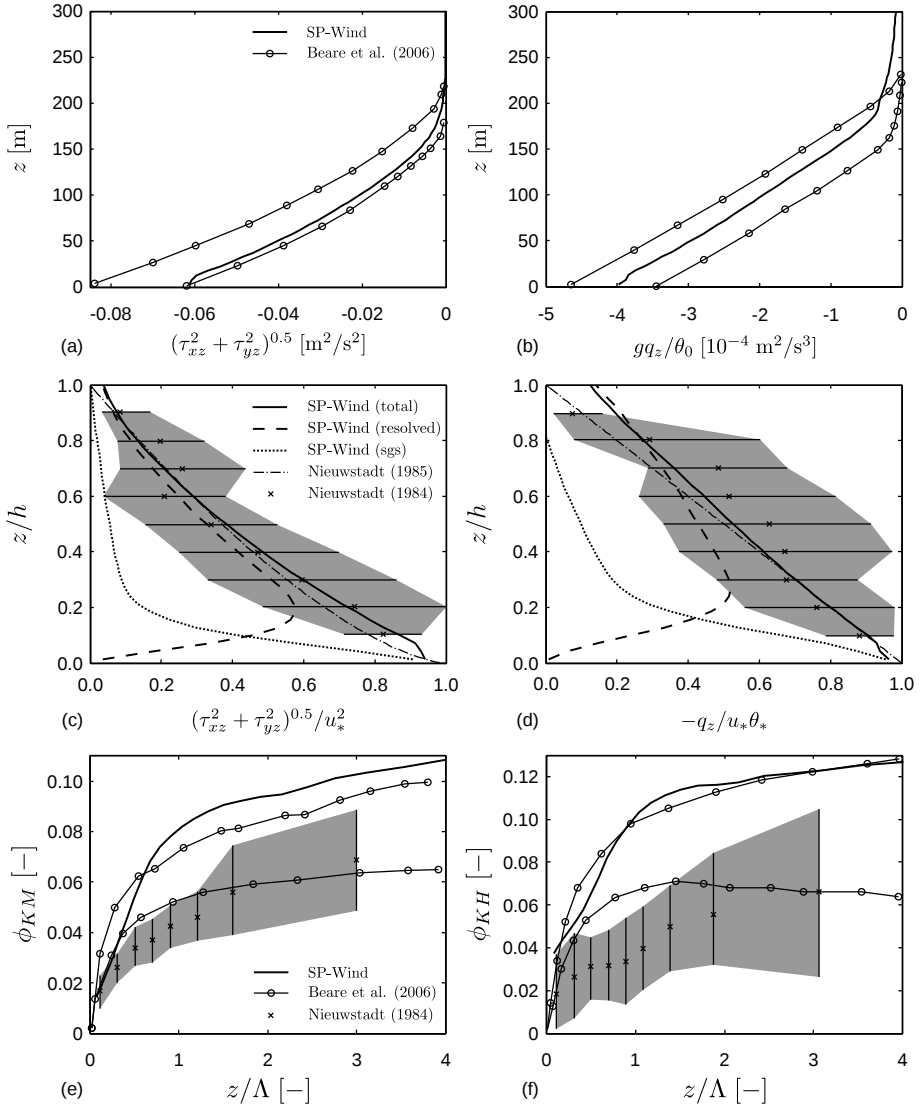 300
250
200
150
100
50
0
z [m]
SP-Wind
Beare et al. (2006)
-0.08 -0.06 -0.04 -0.02 0
(a) (τ²xz + τ²yz)^0.5 [m²/s²]
300
250
200
150
100
50
0
z [m]
-5 -4 -3 -2 -1 0
(b) gq_z/θ_0 [10^−4 m²/s³]
1.0
0.8
0.6
0.4
0.2
0.0
z/h
SP-Wind (total)
SP-Wind (resolved)
SP-Wind (sgs)
Nieuwstadt (1985)
Nieuwstadt (1984)
0.0 0.2 0.4 0.6 0.8 1.0
(c) (τ²xz + τ²yz)^0.5/u²_*
1.0
0.8
0.6
0.4
0.2
0.0
z/h
0.0 0.2 0.4 0.6 0.8 1.0
(d) −q_z/u_*θ_*
0.10
0.08
0.06
0.04
0.02
0
ϕ_KM [−]
SP-Wind
Beare et al. (2006)
Nieuwstadt (1984)
0 1 2 3 4
(e) z/Λ [−]
0.12
0.10
0.08
0.06
0.04
0.02
0
ϕ_KH [−]
0 1 2 3 4
(f) z/Λ [−]